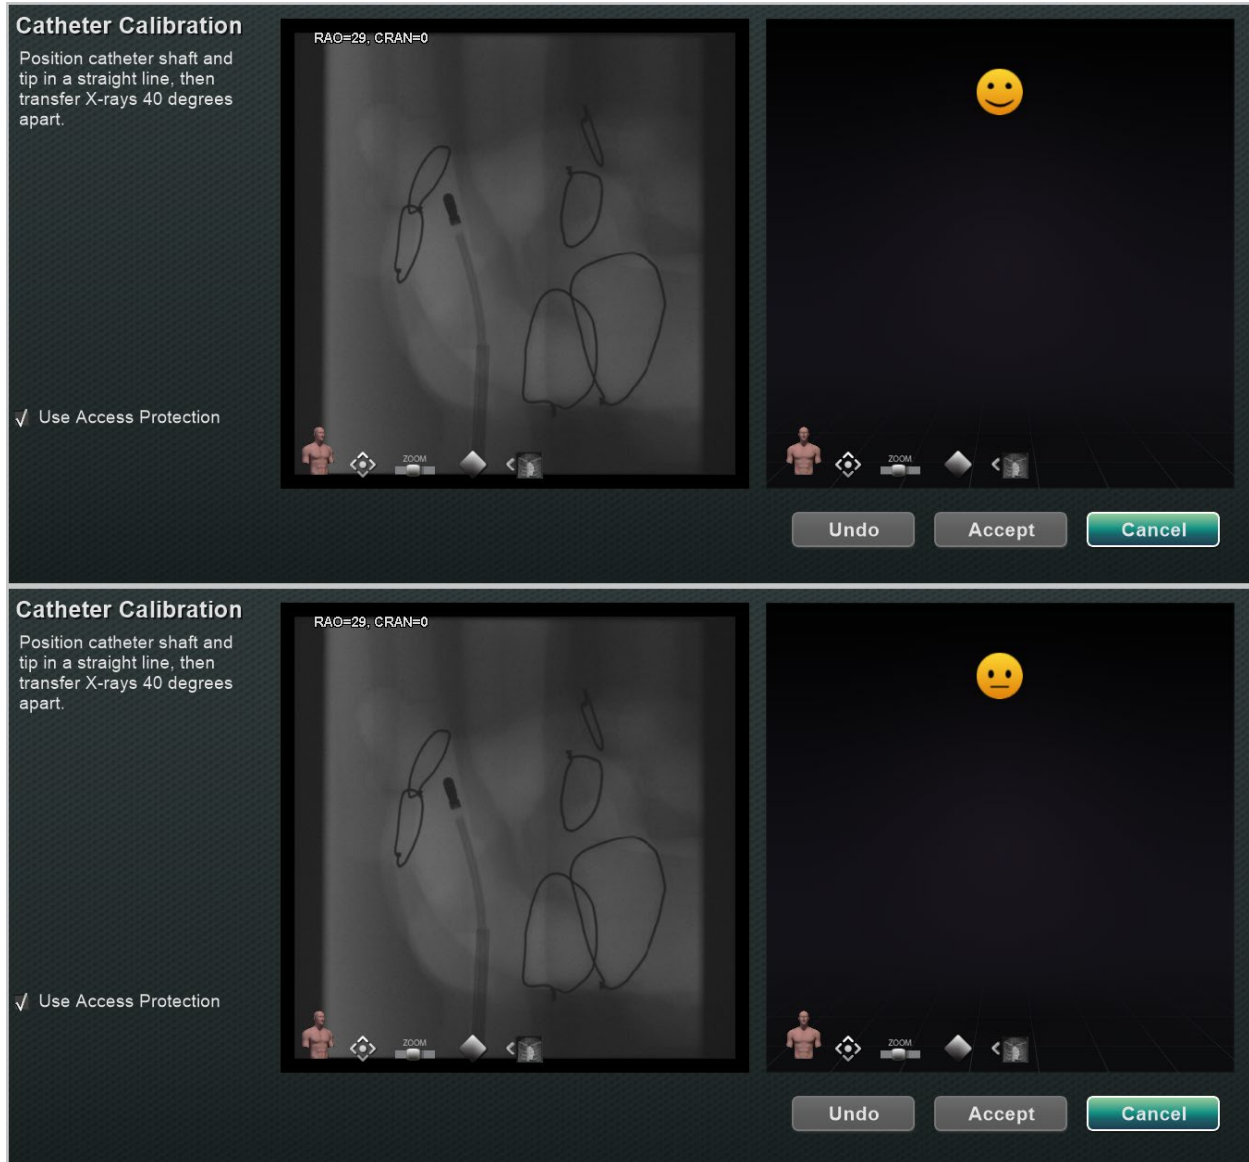 Catheter Calibration
Position catheter shaft and
tip in a straight line, then
transfer X-rays 40 degrees
apart.
RAO=29, CRAN=0
Use Access Protection
ZOOM
ZOOM
Undo
Accept
Cancel
Catheter Calibration
Position catheter shaft and
tip in a straight line, then
transfer X-rays 40 degrees
apart.
RAO=29, CRAN=0
Use Access Protection
ZOOM
ZOOM
Undo
Accept
Cancel